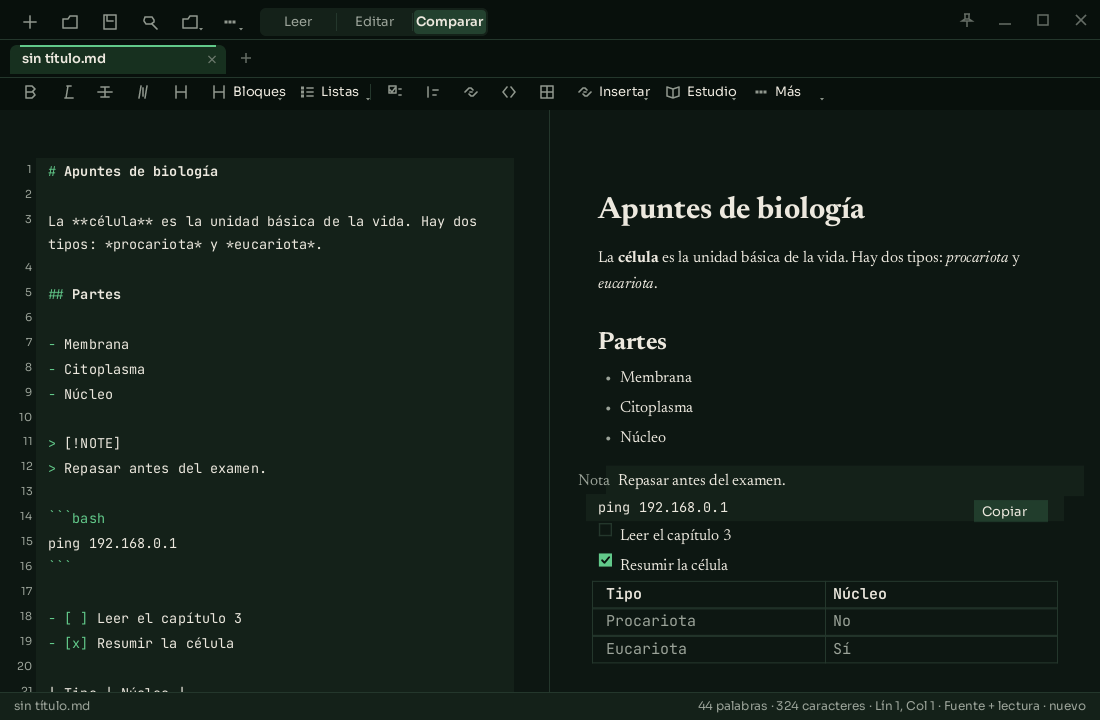 Leer Editar Comparar
sin título.md
Bloques Listas Insertar Estudio Más
1 # Apuntes de biología
2
3 La **célula** es la unidad básica de la vida. Hay dos
tipos: *procariota* y *eucariota*.
4
5 ## Partes
6
7 - Membrana
8 - Citoplasma
9 - Núcleo
10
11 > [!NOTE]
12 > Repasar antes del examen.
13
14 ```bash
15 ping 192.168.0.1
16 ```
17
18 - [ ] Leer el capítulo 3
19 - [x] Resumir la célula
20
21 | Tipo | Núcleo |
Apuntes de biología
La célula es la unidad básica de la vida. Hay dos tipos: procariota y
eucariota.
Partes
• Membrana
• Citoplasma
• Núcleo
Nota Repasar antes del examen.
ping 192.168.0.1 Copiar
Leer el capítulo 3
Resumir la célula
Tipo Núcleo
Procariota No
Eucariota Sí
sin título.md 44 palabras · 324 caracteres · Lín 1, Col 1 · Fuente + lectura · nuevo